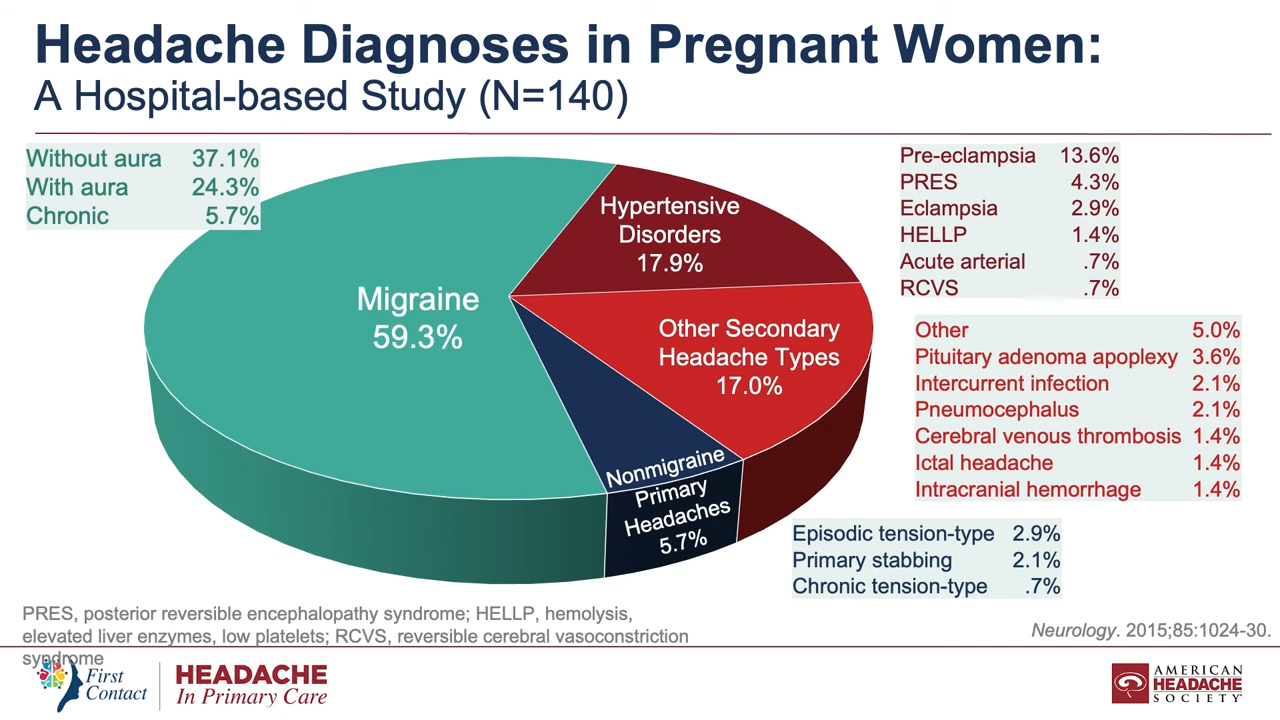 Headache Diagnoses in Pregnant Women:
A Hospital-based Study (N=140)
Without aura 37.1%
With aura 24.3%
Chronic 5.7%
Migraine
59.3%
Hypertensive
Disorders
17.9%
Other Secondary
Headache Types
17.0%
Nonmigraine
Primary
Headaches
5.7%
Pre-eclampsia 13.6%
PRES 4.3%
Eclampsia 2.9%
HELLP 1.4%
Acute arterial .7%
RCVS .7%
Other 5.0%
Pituitary adenoma apoplexy 3.6%
Intercurrent infection 2.1%
Pneumocephalus 2.1%
Cerebral venous thrombosis 1.4%
Ictal headache 1.4%
Intracranial hemorrhage 1.4%
Episodic tension-type 2.9%
Primary stabbing 2.1%
Chronic tension-type .7%
PRES, posterior reversible encephalopathy syndrome; HELLP, hemolysis,
elevated liver enzymes, low platelets; RCVS, reversible cerebral vasoconstriction
syndrome
Neurology. 2015;85:1024-30.
First
Contact
HEADACHE
In Primary Care
AMERICAN
HEADACHE
SOCIETY